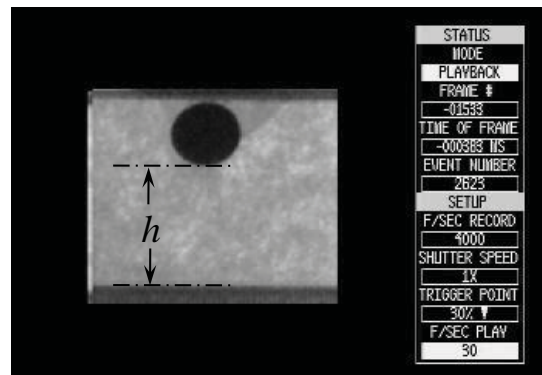 h
STATUS
MODE
PLAYBACK
FRAME #
-01533
TIME OF FRAME
-000383 MS
EVENT NUMBER
2623
SETUP
F/SEC RECORD
4000
SHUTTER SPEED
1X
TRIGGER POINT
30% ▼
F/SEC PLAY
30